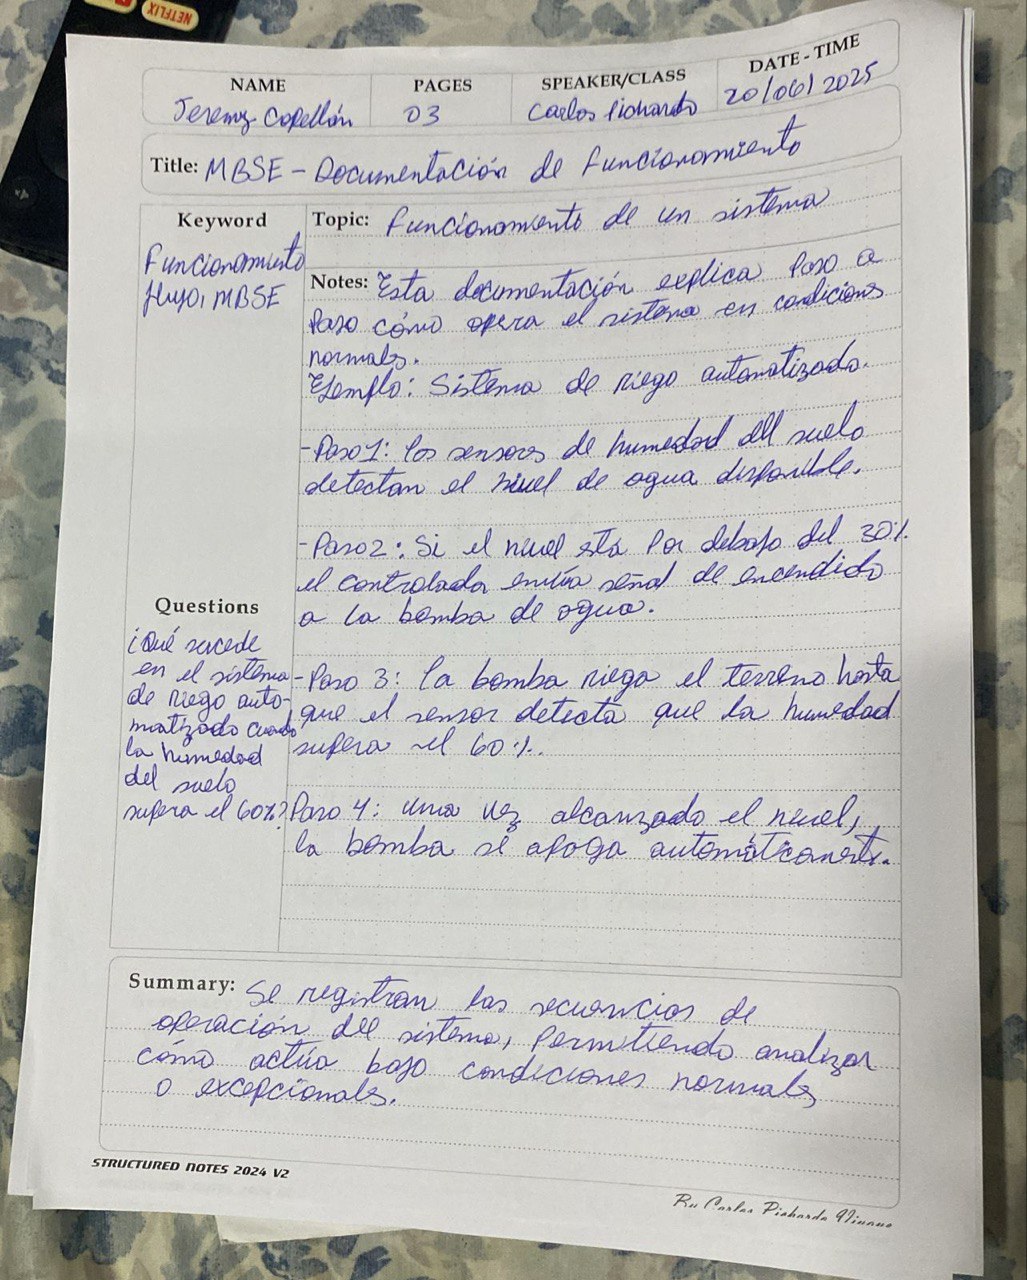 NETFLIX
NAME
PAGES
SPEAKER/CLASS
DATE - TIME
Jeremy Copellón
03
Carlos Pichardo
20/06/2025
Title: MBSE - Documentación de Funcionamiento
Keyword
Funcionamiento
flujo, MBSE
Topic: Funcionamiento de un sistema
Notes: Esta documentación explica Paso a
Paso cómo opera el sistema en condiciones
normales.
Ejemplo: Sistema de riego automatizado.
- Paso 1: los sensores de humedad del suelo
detectan el nivel de agua disponible.
- Paso 2: Si el nivel está Por debajo del 30%
el controlador envía señal de encendido
a la bomba de agua.
- Paso 3: la bomba riega el terreno hasta
que el sensor detecta que la humedad
supera el 60%.
Paso 4: una vez alcanzado el nivel,
la bomba se apaga automáticamente.
Questions
¿Qué sucede
en el sistema
de riego auto-
matizado cuando
la humedad
del suelo
supera el 60%?
Summary: Se registran las secuencias de
operación del sistema, Permitiendo analizar
cómo actúa bajo condiciones normales
o excepcionales.
STRUCTURED NOTES 2024 V2
Carlos Pichardo